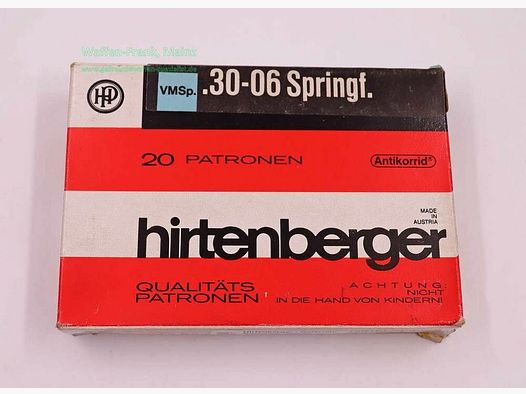 Waffen-Frank, Mainz
HP
VMSp.
.30-06 Springf.
20 PATRONEN
Antikorrid®
MADE
IN
AUSTRIA
hirtenberger
QUALITÄTS
PATRONEN
ACHTUNG:
NICHT
IN DIE HAND VON KINDERN!